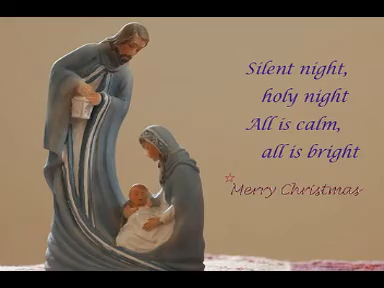 Silent night,
holy night
All is calm,
all is bright
Merry Christmas